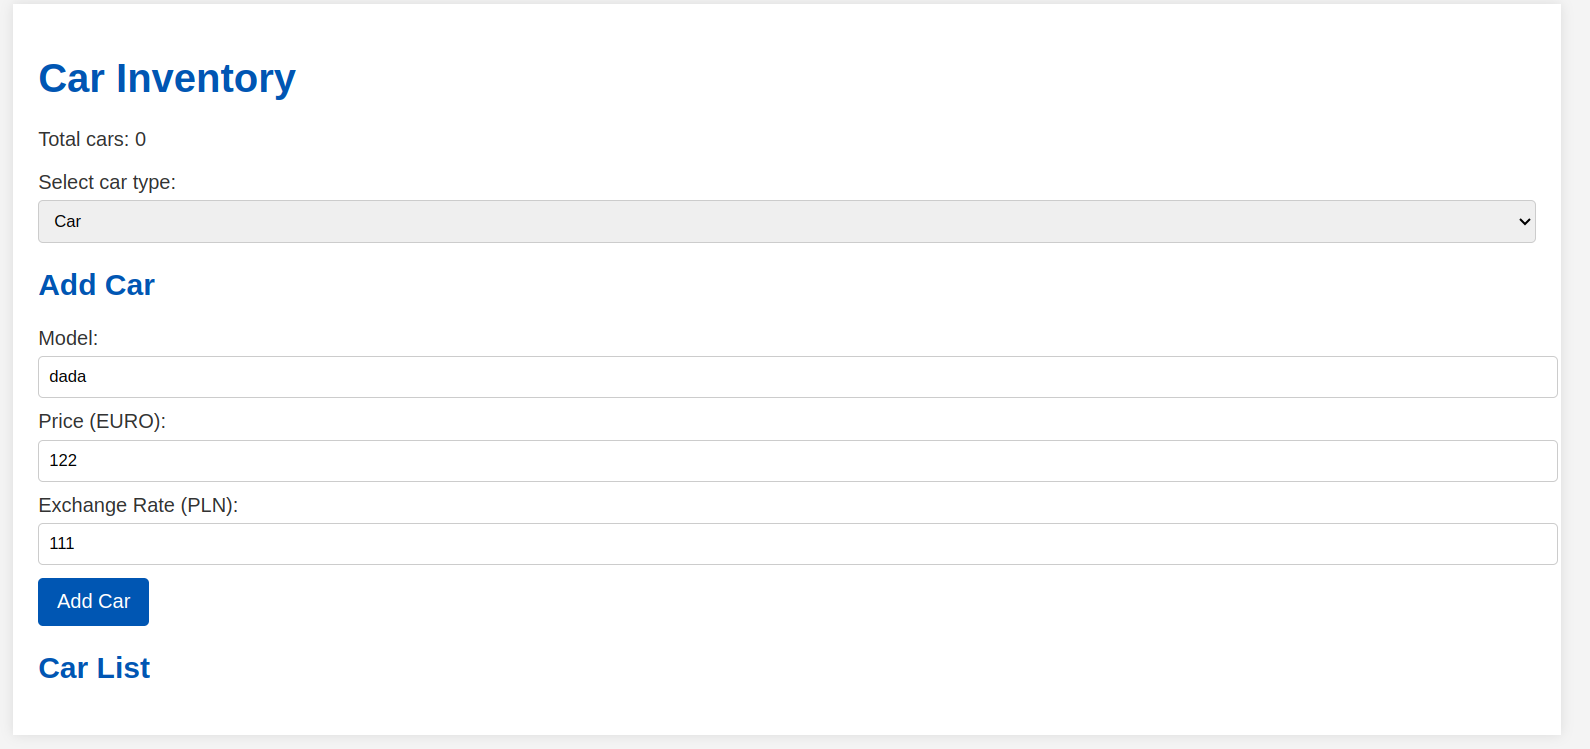 Car Inventory
Total cars: 0
Select car type:
Car
Add Car
Model:
dada
Price (EURO):
122
Exchange Rate (PLN):
111
Add Car
Car List